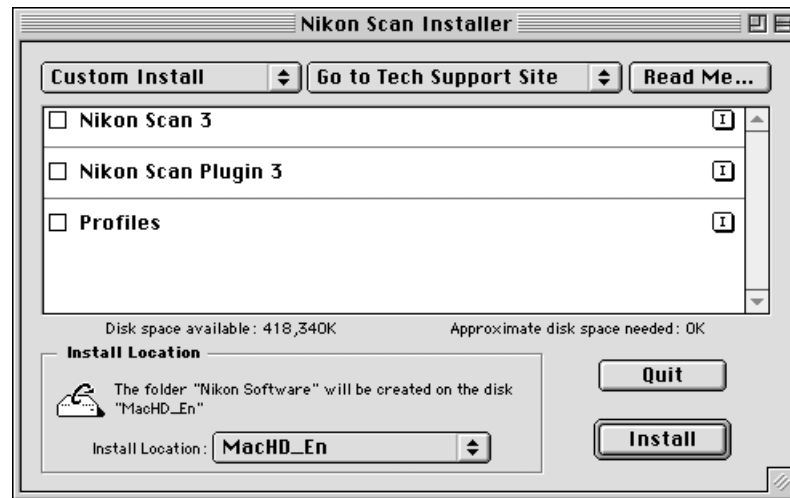 Nikon Scan Installer
Custom Install Go to Tech Support Site Read Me...
Nikon Scan 3 I
Nikon Scan Plugin 3 I
Profiles I
Disk space available: 418,340K Approximate disk space needed: 0K
Install Location
The folder "Nikon Software" will be created on the disk
"MacHD_En"
Install Location: MacHD_En
Quit
Install